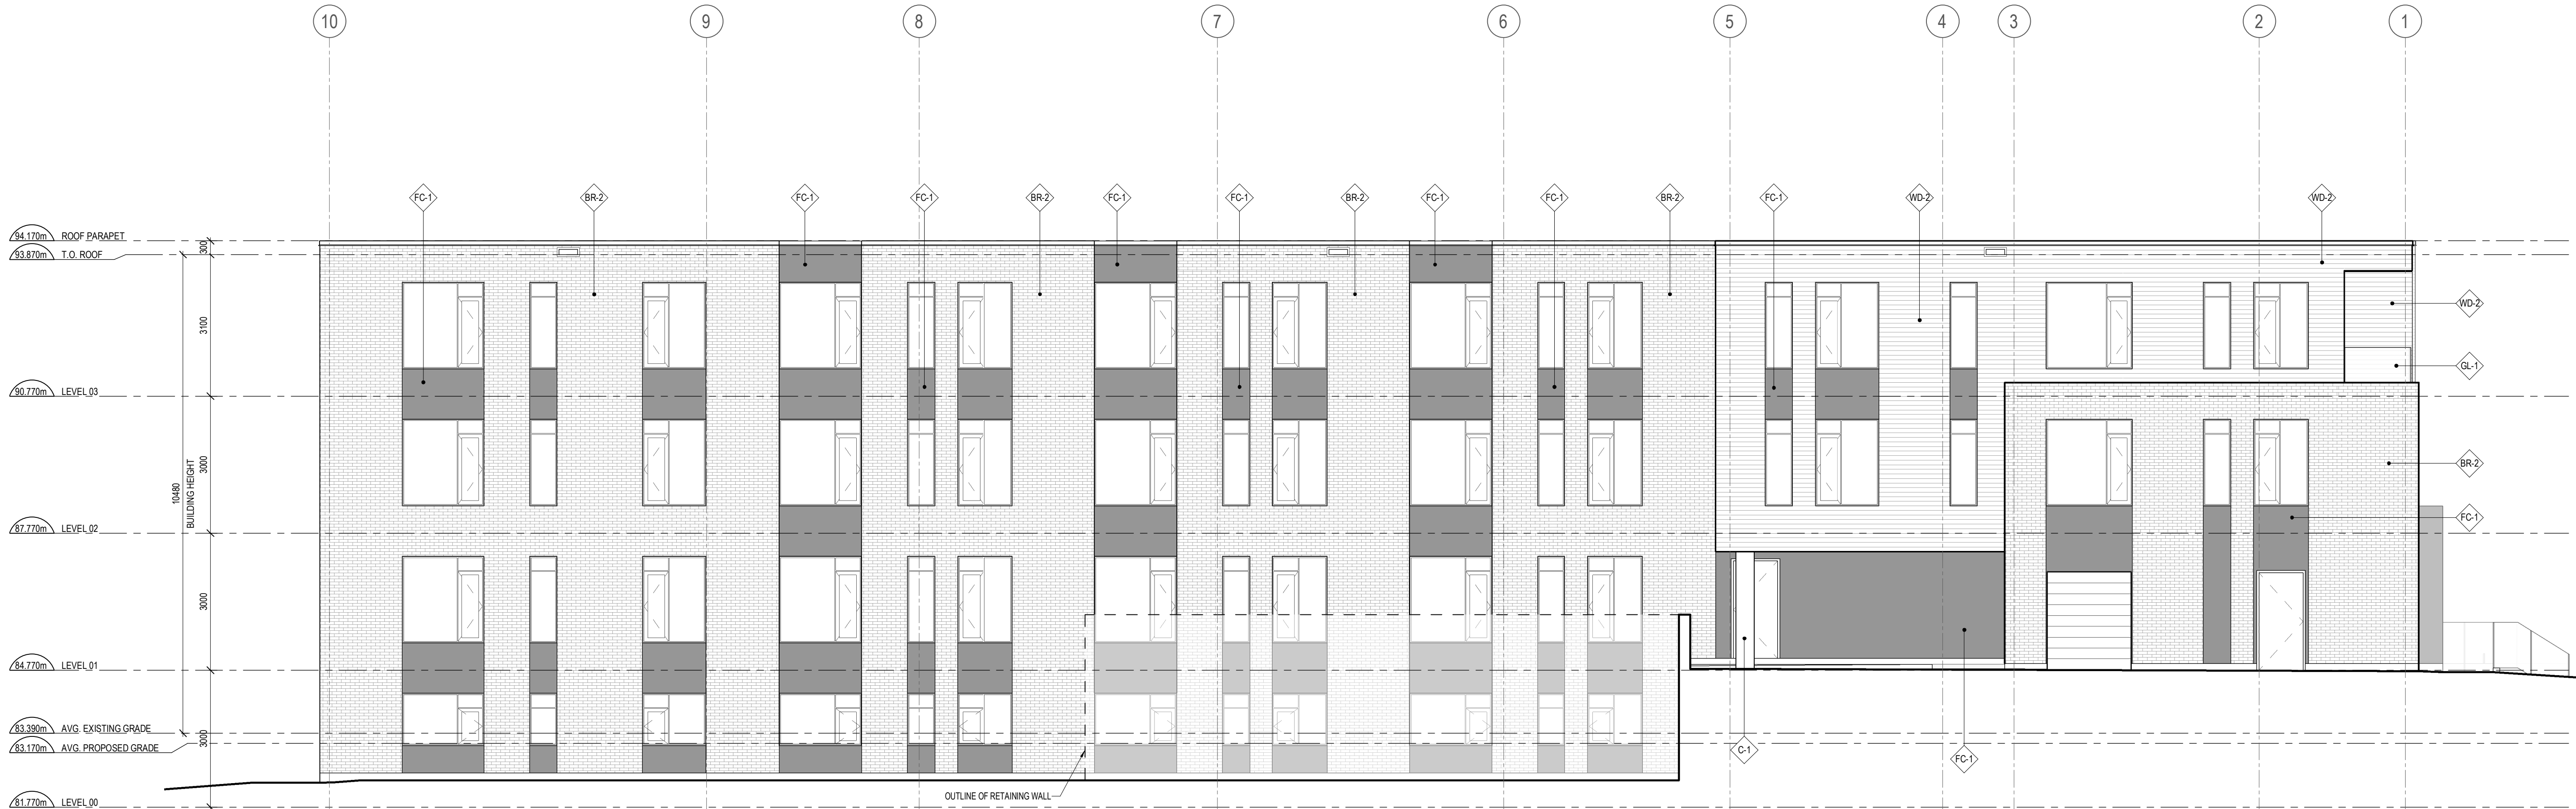 10 9 8 7 6 5 4 3 2 1
FC-1 BR-2 FC-1 FC-1 BR-2 FC-1 FC-1 BR-2 FC-1 FC-1 BR-2 FC-1 WD-2 WD-2
94.170m ROOF PARAPET
300
93.870m T.O. ROOF
WD-2
3100
GL-1
90.770m LEVEL 03
BR-2
3000
10480
BUILDING HEIGHT
FC-1
87.770m LEVEL 02
3000
84.770m LEVEL 01
83.390m AVG. EXISTING GRADE
3000
83.170m AVG. PROPOSED GRADE
C-1
FC-1
OUTLINE OF RETAINING WALL
81.770m LEVEL 00